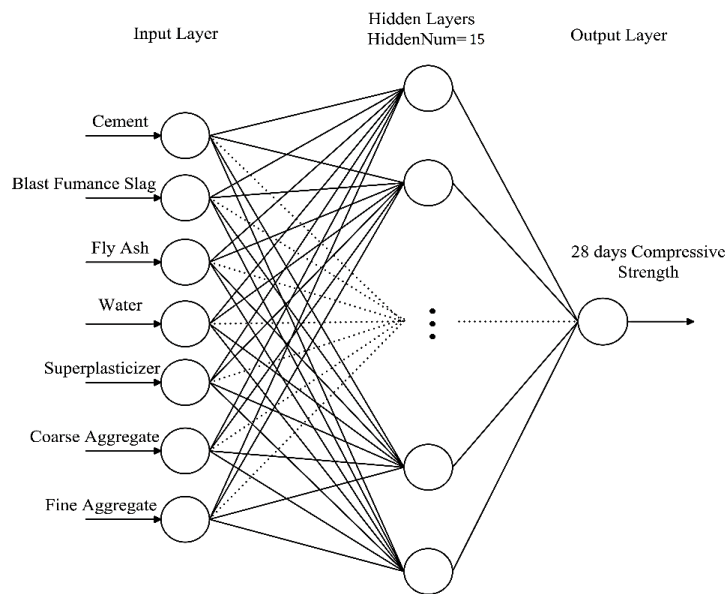 Input Layer
Hidden Layers
HiddenNum=15
Output Layer
Cement
Blast Fumance Slag
Fly Ash
Water
Superplasticizer
Coarse Aggregate
Fine Aggregate
28 days Compressive
Strength